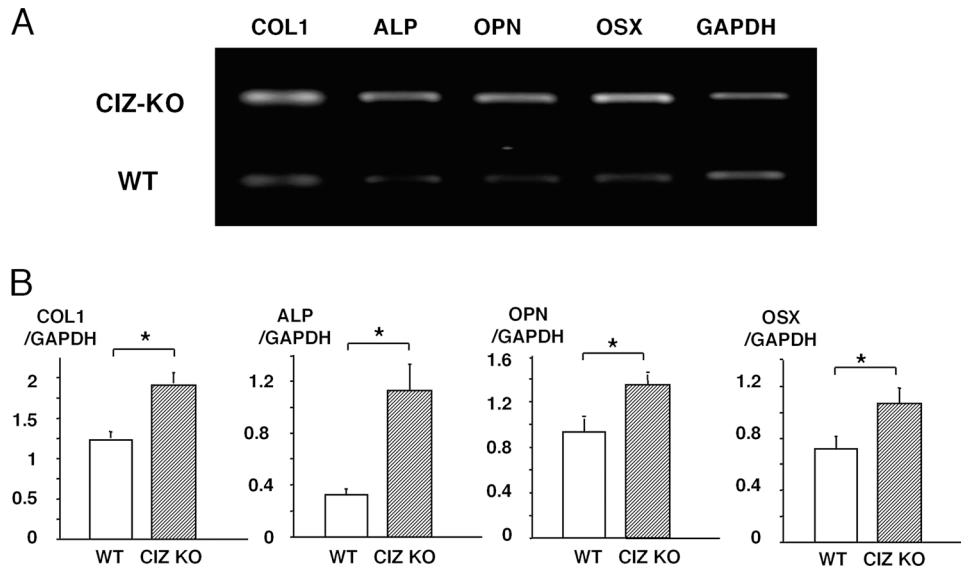 A
COL1 ALP OPN OSX GAPDH
CIZ-KO
WT
B
COL1
/GAPDH
*
2
1.5
1
0.5
0
WT CIZ KO
ALP
/GAPDH
*
1.2
0.8
0.4
0
WT CIZ KO
OPN
/GAPDH
*
1.6
1.2
0.8
0.4
0
WT CIZ KO
OSX
/GAPDH
*
1.2
0.8
0.4
0
WT CIZ KO